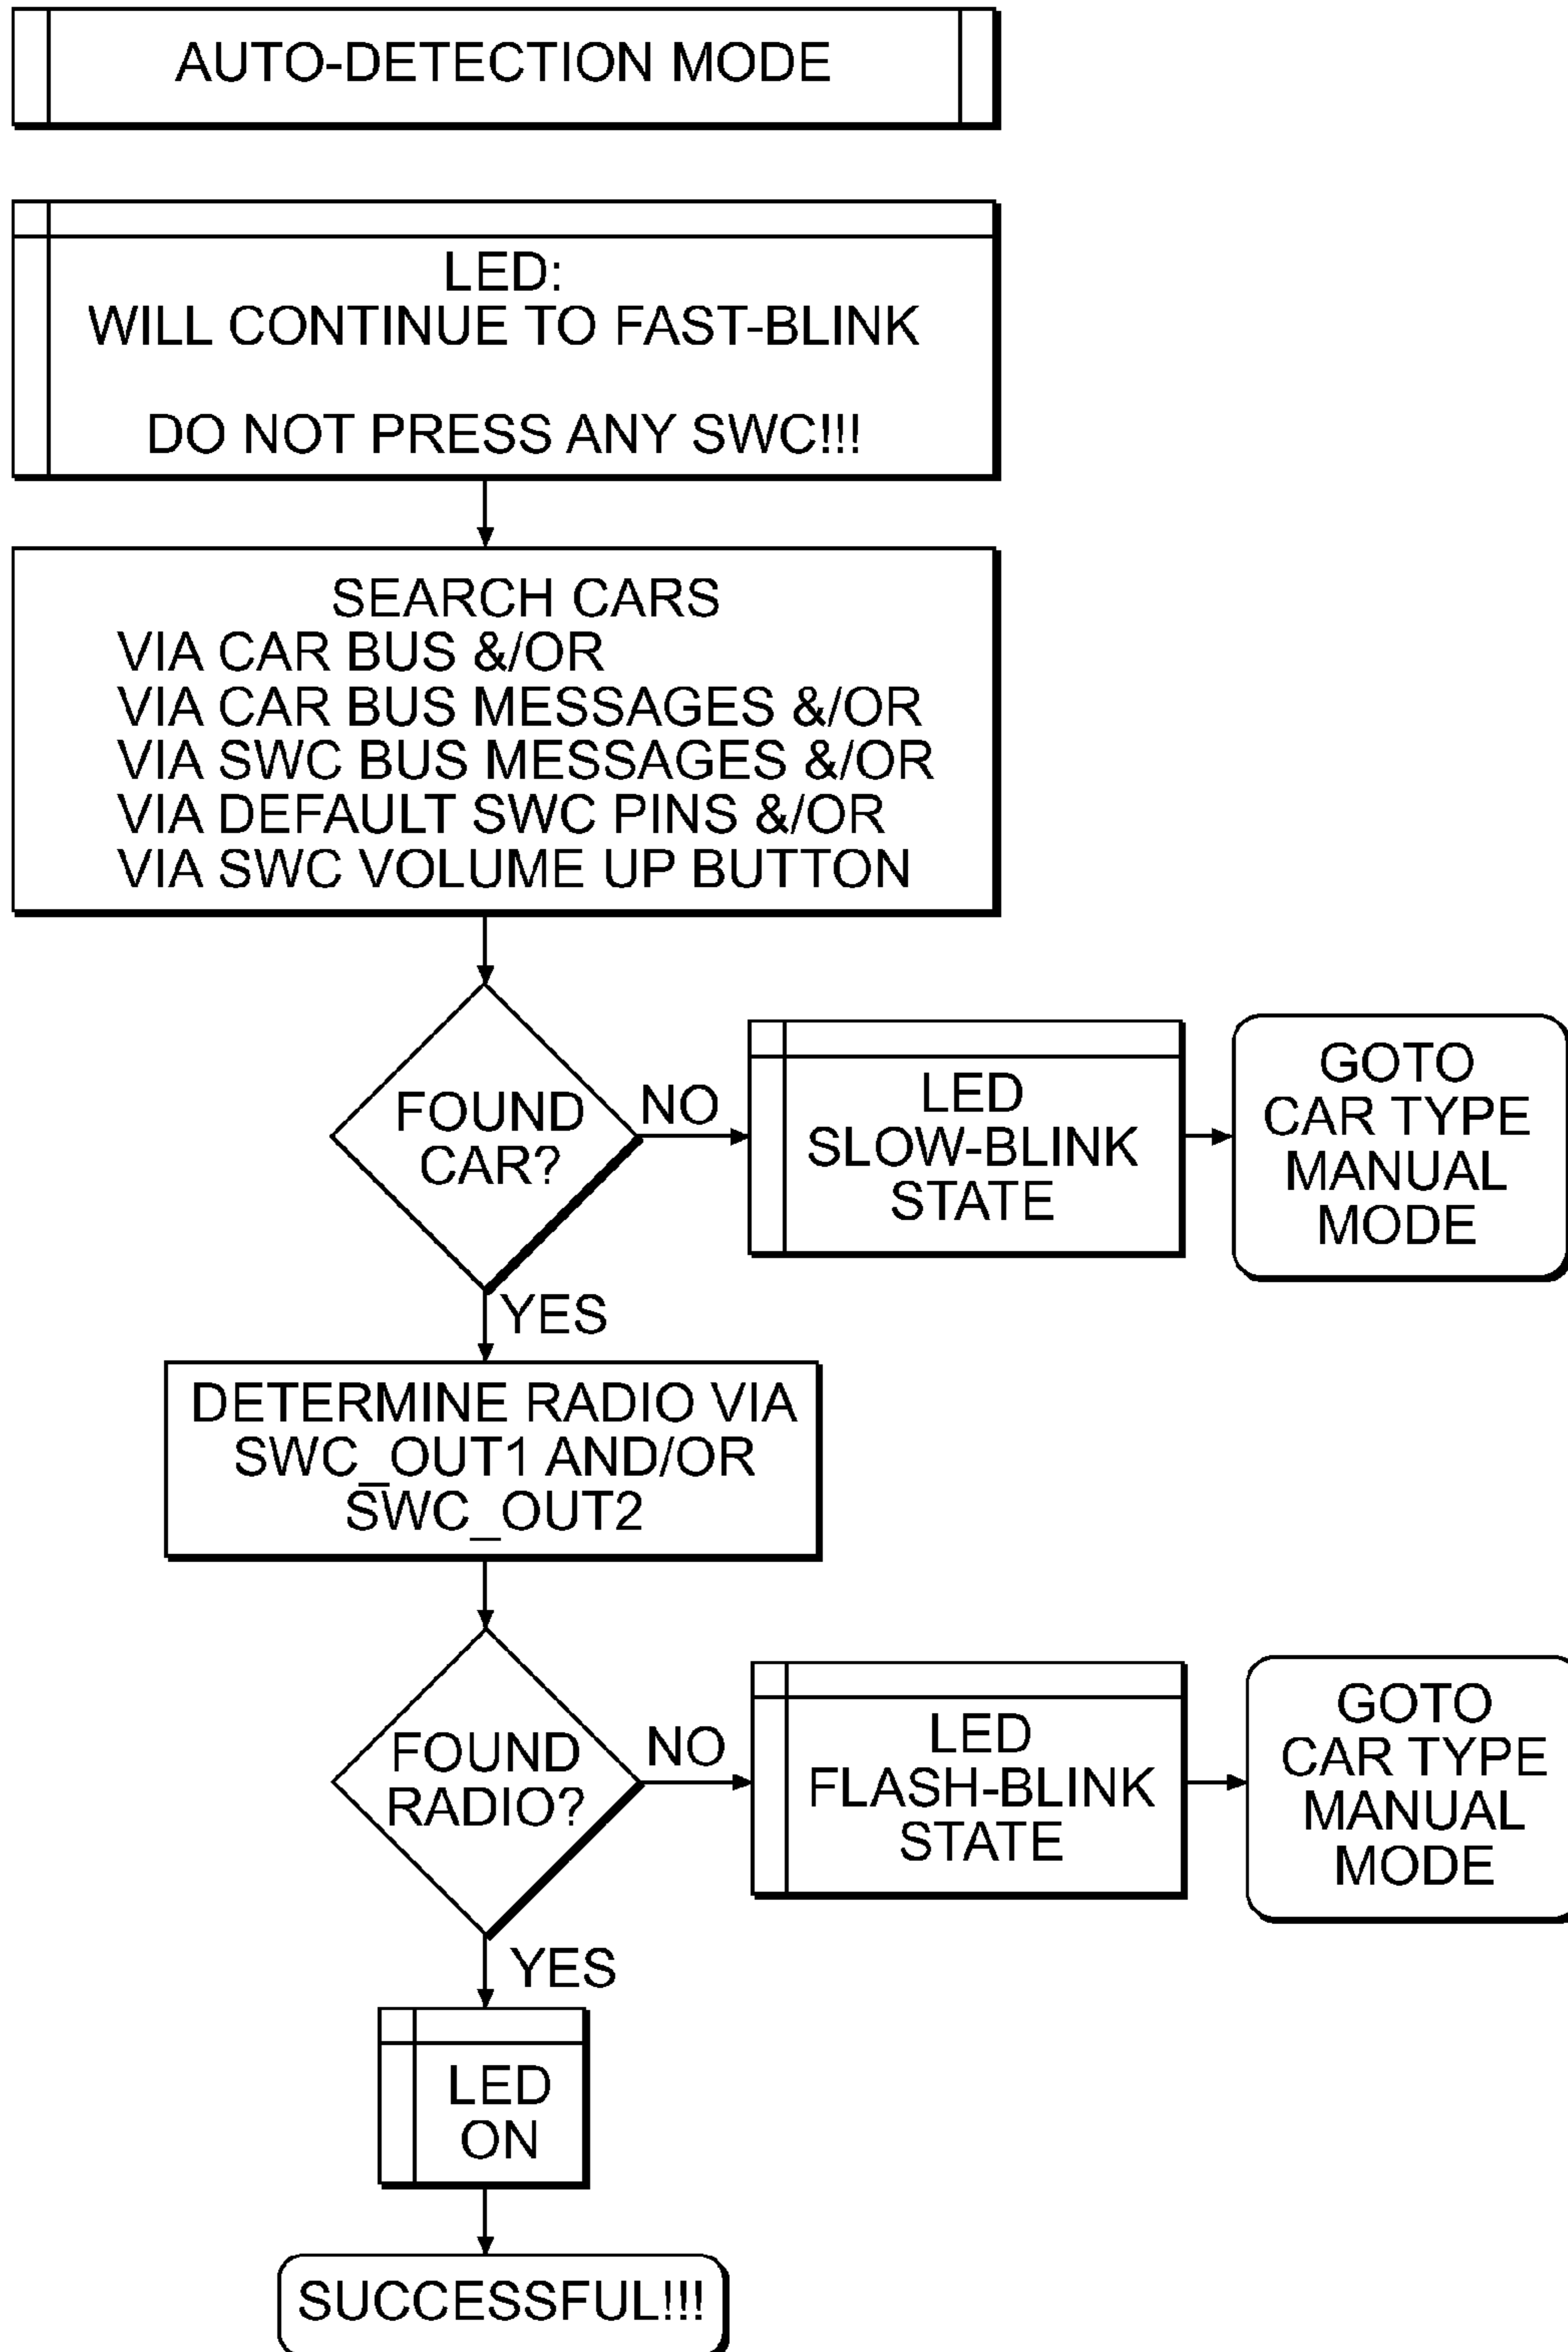 AUTO-DETECTION MODE
LED:
WILL CONTINUE TO FAST-BLINK
DO NOT PRESS ANY SWC!!!
SEARCH CARS
VIA CAR BUS &/OR
VIA CAR BUS MESSAGES &/OR
VIA SWC BUS MESSAGES &/OR
VIA DEFAULT SWC PINS &/OR
VIA SWC VOLUME UP BUTTON
FOUND
CAR?
NO
LED
SLOW-BLINK
STATE
GOTO
CAR TYPE
MANUAL
MODE
YES
DETERMINE RADIO VIA
SWC_OUT1 AND/OR
SWC_OUT2
FOUND
RADIO?
NO
LED
FLASH-BLINK
STATE
GOTO
CAR TYPE
MANUAL
MODE
YES
LED
ON
SUCCESSFUL!!!